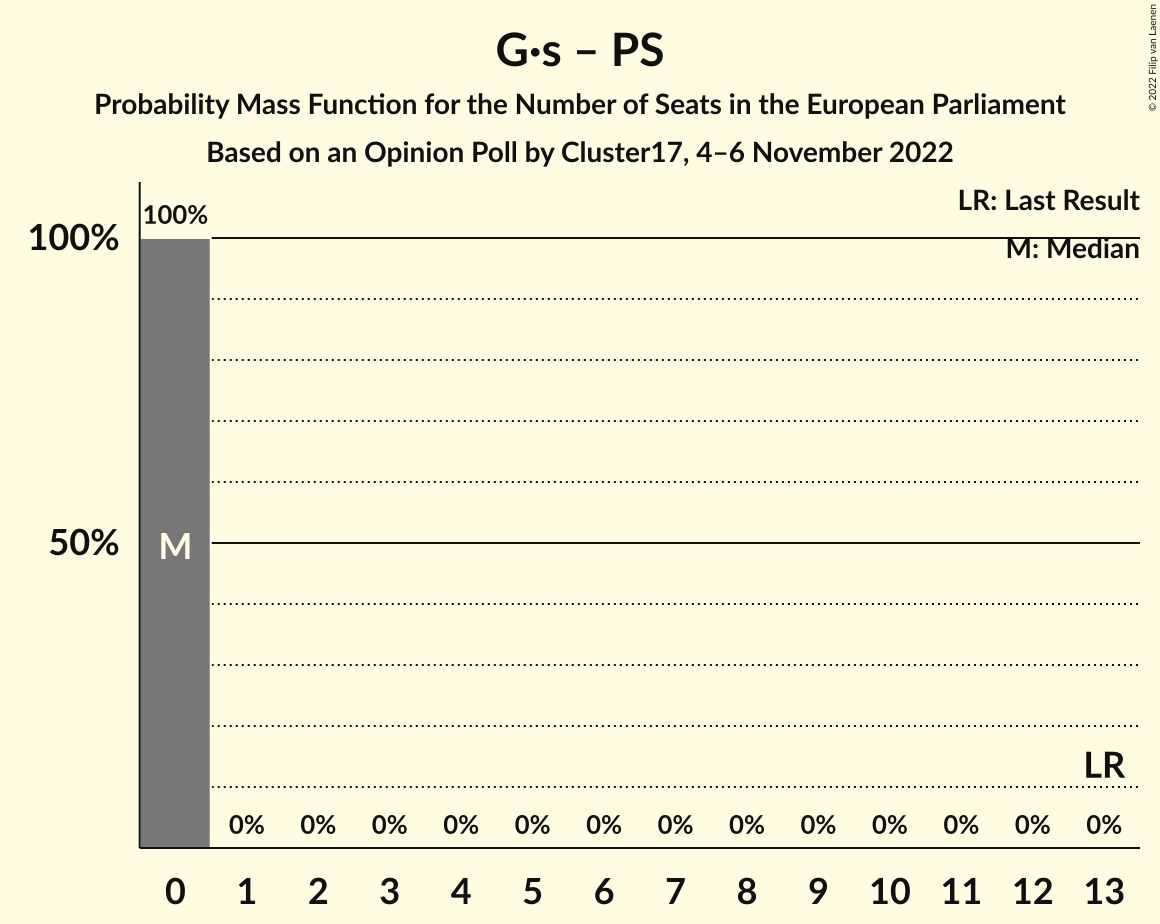 G·s – PS
Probability Mass Function for the Number of Seats in the European Parliament
Based on an Opinion Poll by Cluster17, 4–6 November 2022
© 2022 Filip van Laenen
LR: Last Result
M: Median
100%
100%
50%
M
LR
0% 0% 0% 0% 0% 0% 0% 0% 0% 0% 0% 0% 0%
0 1 2 3 4 5 6 7 8 9 10 11 12 13